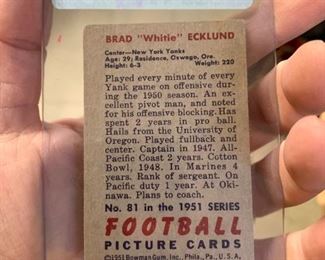 BRAD "Whitie" ECKLUND
Center—New York Yanks
Age: 29; Residence, Oswego, Ore.
Height: 6-3 Weight: 220
Played every minute of every
Yank game on offensive dur-
ing the 1950 season. An ex-
cellent pivot man, and noted
for his offensive blocking. Has
spent 2 years in pro ball.
Hails from the University of
Oregon. Played fullback and
center. Captain in 1947. All-
Pacific Coast 2 years. Cotton
Bowl, 1948. In Marines 4
years. Rank of sergeant. On
Pacific duty 1 year. At Oki-
nawa. Plans to coach.
No. 81 in the 1951 SERIES
FOOTBALL
PICTURE CARDS
©1951 Bowman Gum, Inc., Phila., Pa., U.S.A.